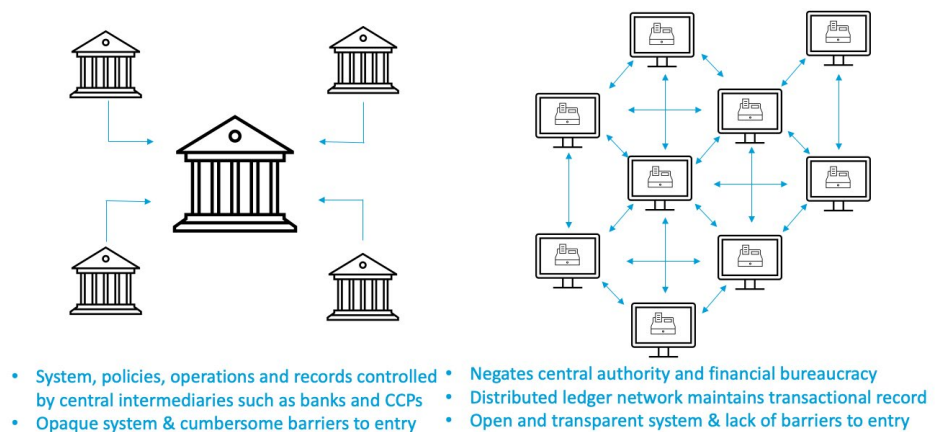 • System, policies, operations and records controlled
by central intermediaries such as banks and CCPs
• Opaque system & cumbersome barriers to entry
• Negates central authority and financial bureaucracy
• Distributed ledger network maintains transactional record
• Open and transparent system & lack of barriers to entry